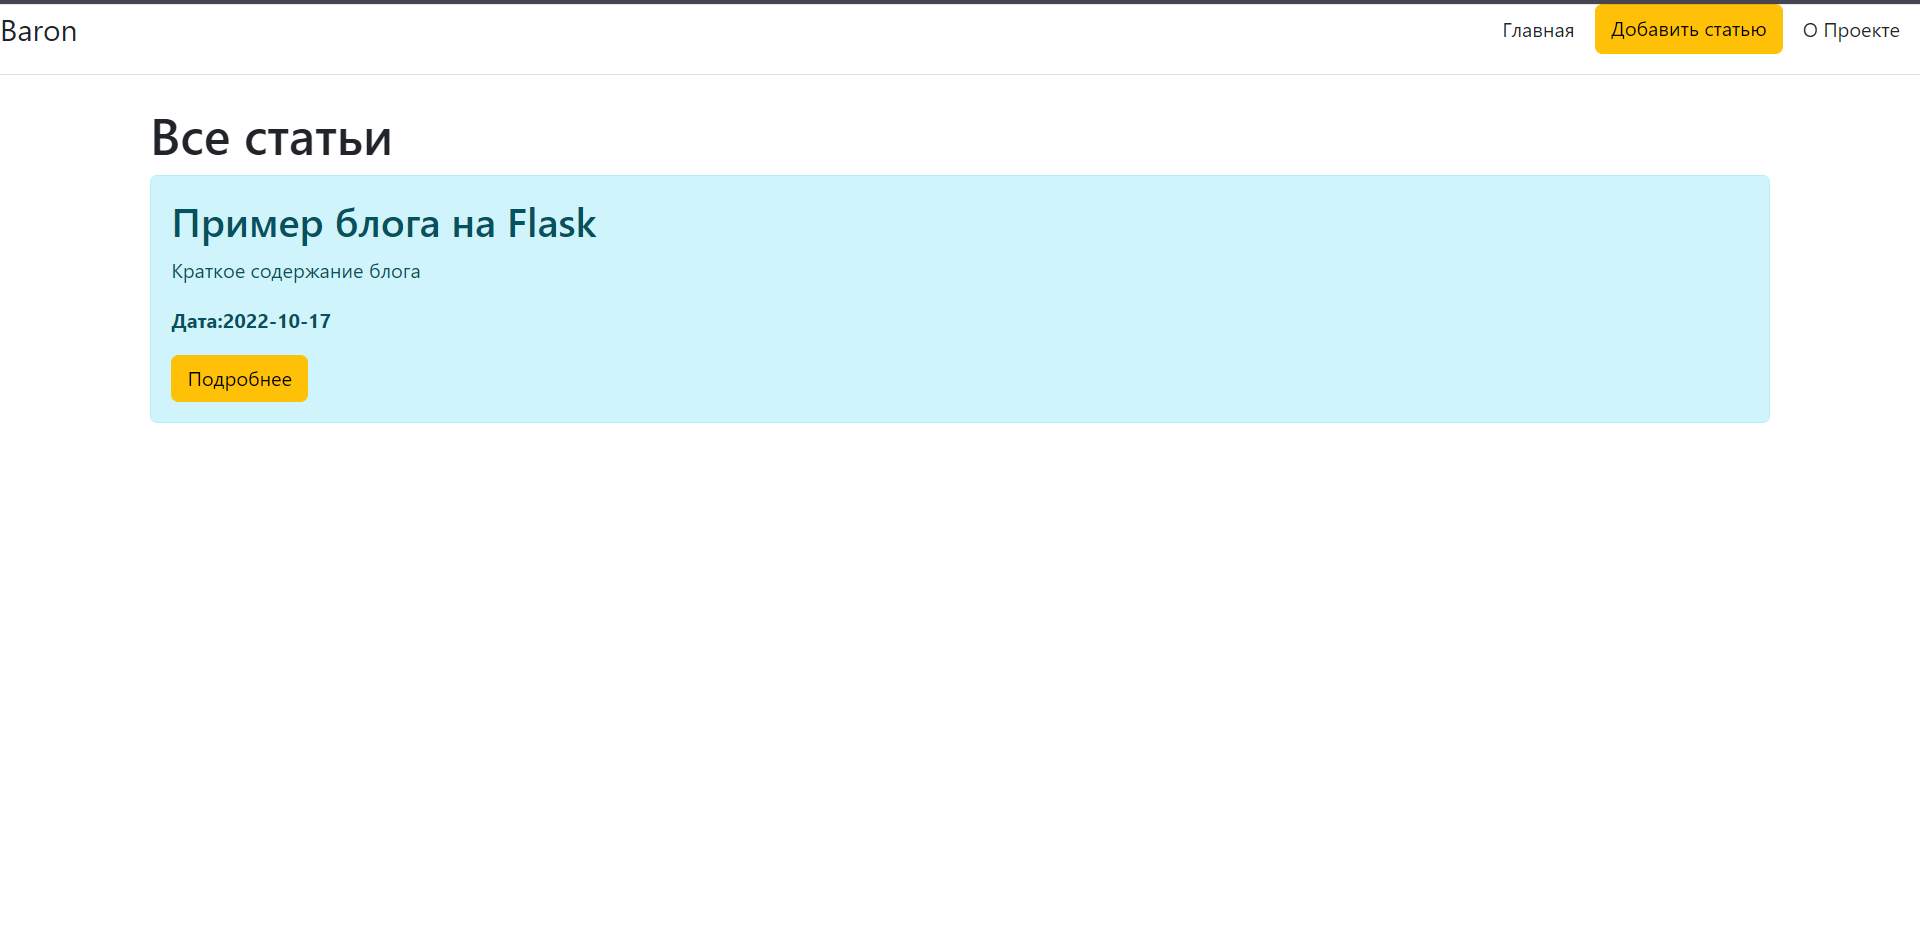 Baron
Главная
Добавить статью
О Проекте
Все статьи
Пример блога на Flask
Краткое содержание блога
Дата:2022-10-17
Подробнее